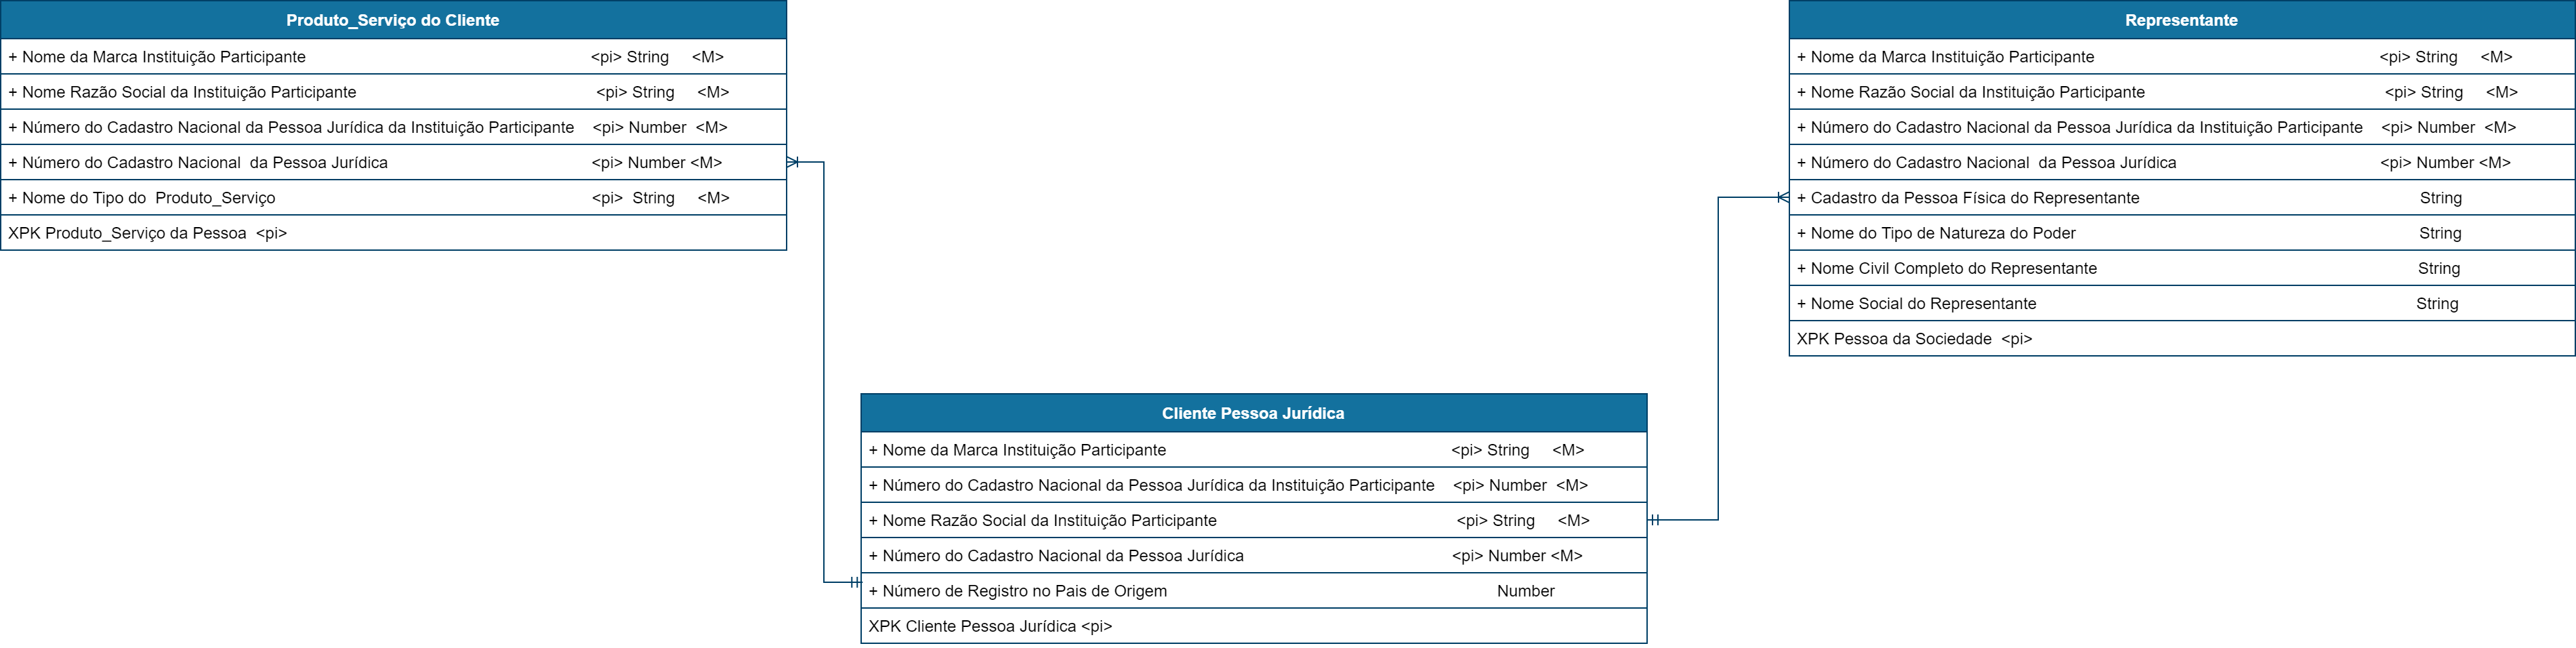 Produto_Serviço do Cliente
+ Nome da Marca Instituição Participante <pi> String <M>
+ Nome Razão Social da Instituição Participante <pi> String <M>
+ Número do Cadastro Nacional da Pessoa Jurídica da Instituição Participante <pi> Number <M>
+ Número do Cadastro Nacional da Pessoa Jurídica <pi> Number <M>
+ Nome do Tipo do Produto_Serviço <pi> String <M>
XPK Produto_Serviço da Pessoa <pi>
Representante
+ Nome da Marca Instituição Participante <pi> String <M>
+ Nome Razão Social da Instituição Participante <pi> String <M>
+ Número do Cadastro Nacional da Pessoa Jurídica da Instituição Participante <pi> Number <M>
+ Número do Cadastro Nacional da Pessoa Jurídica <pi> Number <M>
+ Cadastro da Pessoa Física do Representante String
+ Nome do Tipo de Natureza do Poder String
+ Nome Civil Completo do Representante String
+ Nome Social do Representante String
XPK Pessoa da Sociedade <pi>
Cliente Pessoa Jurídica
+ Nome da Marca Instituição Participante <pi> String <M>
+ Número do Cadastro Nacional da Pessoa Jurídica da Instituição Participante <pi> Number <M>
+ Nome Razão Social da Instituição Participante <pi> String <M>
+ Número do Cadastro Nacional da Pessoa Jurídica <pi> Number <M>
+ Número de Registro no Pais de Origem Number
XPK Cliente Pessoa Jurídica <pi>